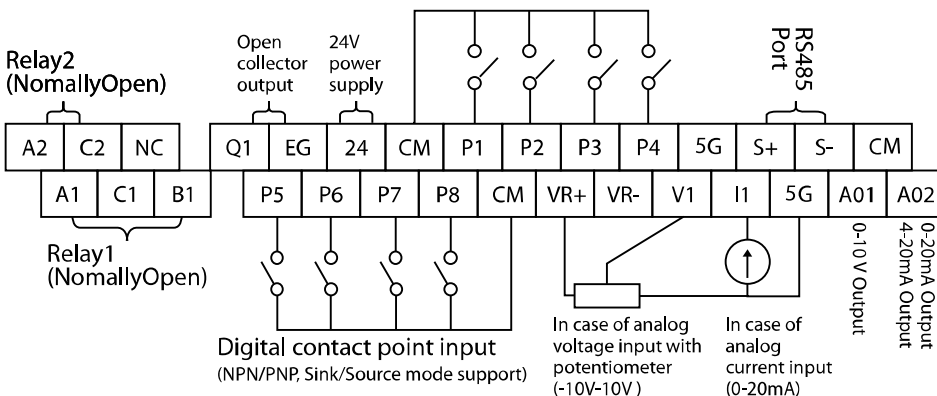 Relay2
(NomallyOpen)
Open
collector
output
24V
power
supply
RS485
Port
A2 C2 NC Q1 EG 24 CM P1 P2 P3 P4 5G S+ S- CM
A1 C1 B1 P5 P6 P7 P8 CM VR+ VR- V1 I1 5G A01 A02
Relay1
(NomallyOpen)
Digital contact point input
(NPN/PNP, Sink/Source mode support)
In case of analog
voltage input with
potentiometer
(-10V-10V )
In case of
analog
current input
(0-20mA)
0-10 V Output
0-20mA Output
4-20mA Output